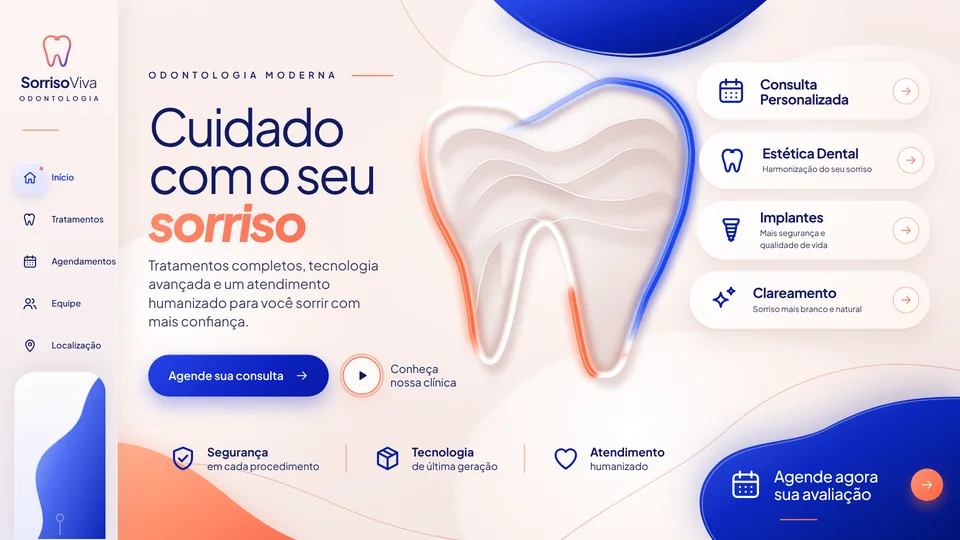 SorrisoViva
ODONTOLOGIA
Início
Tratamentos
Agendamentos
Equipe
Localização
ODONTOLOGIA MODERNA
Cuidado
com o seu
sorriso
Tratamentos completos, tecnologia
avançada e um atendimento
humanizado para você sorrir com
mais confiança.
Agende sua consulta
Conheça
nossa clínica
Segurança
em cada procedimento
Tecnologia
de última geração
Atendimento
humanizado
Consulta
Personalizada
Estética Dental
Harmonização do seu sorriso
Implantes
Mais segurança e
qualidade de vida
Clareamento
Sorriso mais branco e natural
Agende agora
sua avaliação